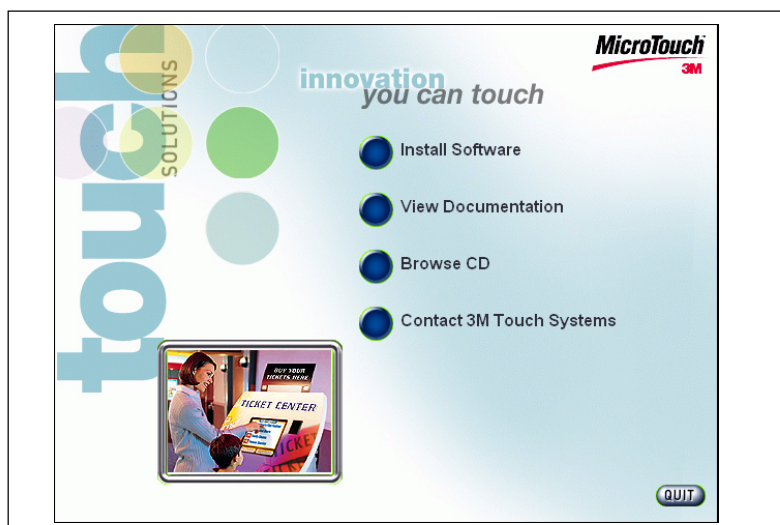 touch
SOLUTIONS
MicroTouch
3M
innovation
you can touch
Install Software
View Documentation
Browse CD
Contact 3M Touch Systems
BUY YOUR
TICKETS HERE
TICKET CENTER
TICKET
QUIT